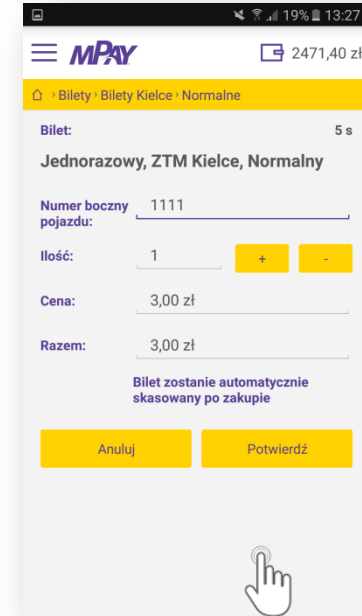 19% 13:27
mPAY 2471,40 zł
Bilety Bilety Kielce Normalne
Bilet: 5 s
Jednorazowy, ZTM Kielce, Normalny
Numer boczny 1111
pojazdu:
Ilość: 1 + -
Cena: 3,00 zł
Razem: 3,00 zł
Bilet zostanie automatycznie
skasowany po zakupie
Anuluj Potwierdź